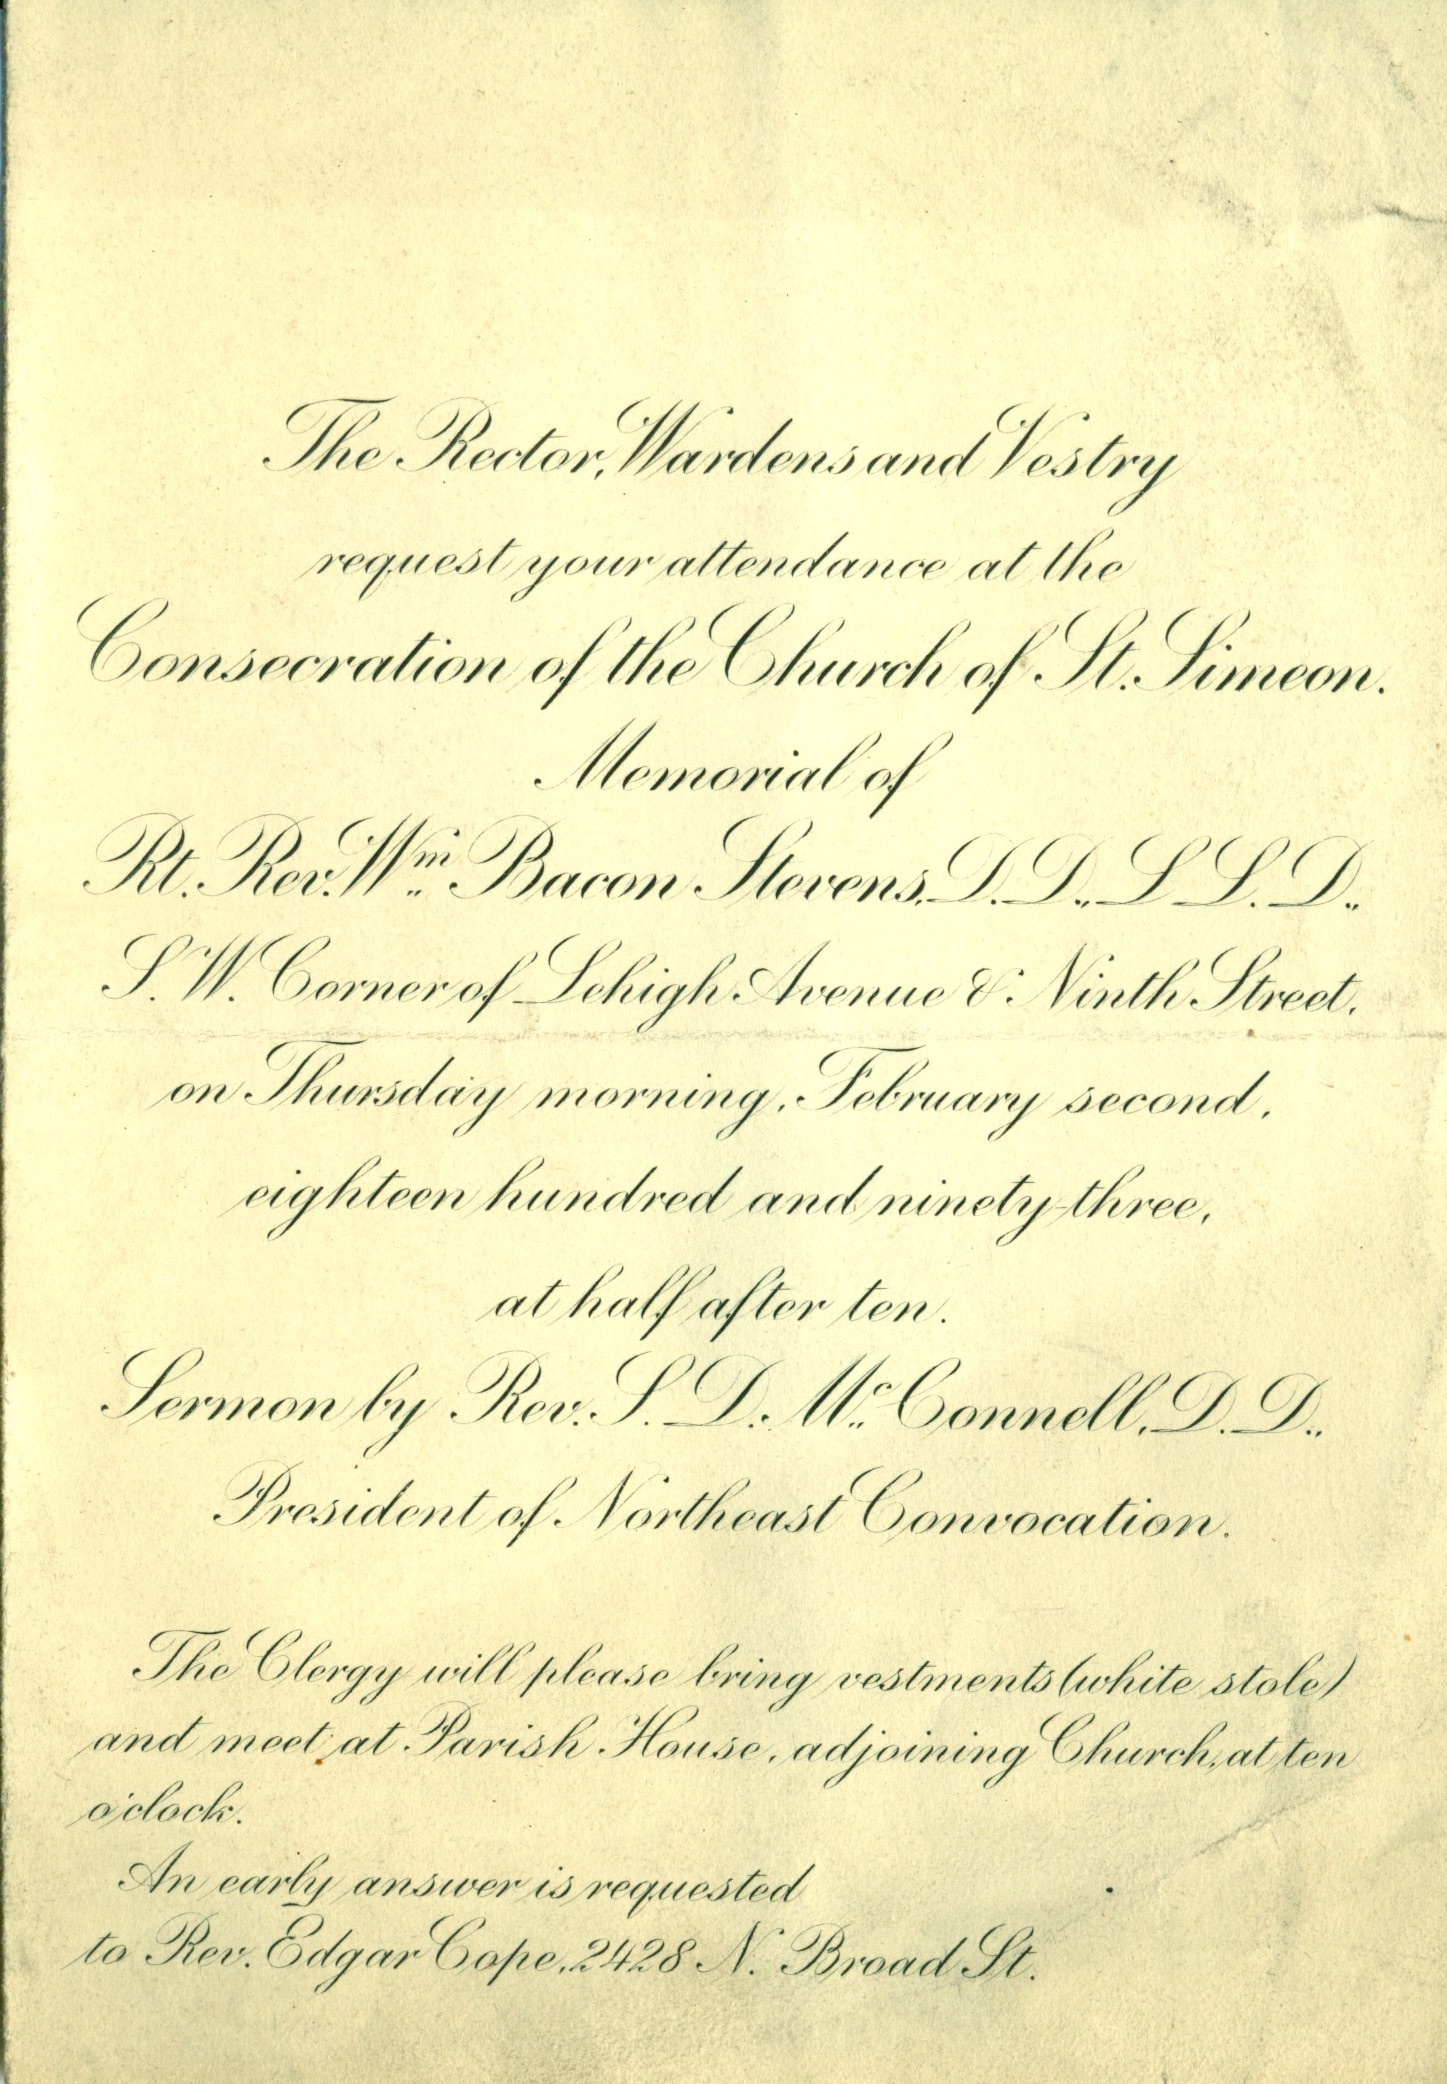 The Rector, Wardens and Vestry
request your attendance at the
Consecration of the Church of St. Simeon.
Memorial of
Rt. Rev. Wm. Bacon Stevens, D. D., L L. D.,
S. W. Corner of Lehigh Avenue & Ninth Street,
on Thursday morning, February second,
eighteen hundred and ninety-three,
at half after ten.
Sermon by Rev. S. D. Mc. Connell, D. D.,
President of Northeast Convocation.
The Clergy will please bring vestments (white stole)
and meet at Parish House, adjoining Church, at ten
o'clock.
An early answer is requested
to Rev. Edgar Cope, 2428 N. Broad St.